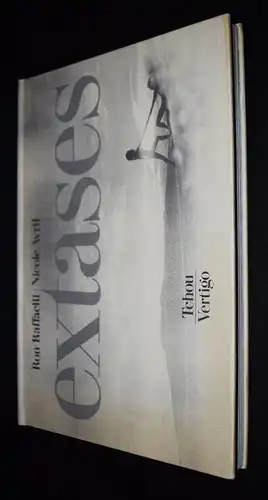 Ron Raffaelli / Nicole Avril
extases
Tchou
Vertigo